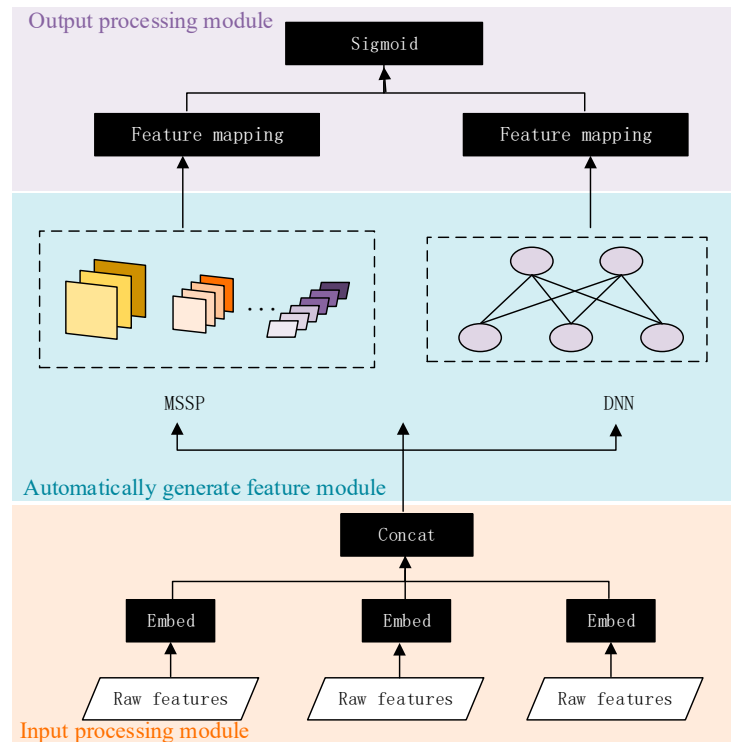 Output processing module
Sigmoid
Feature mapping
Feature mapping
...
MSSP
DNN
Automatically generate feature module
Concat
Embed
Embed
Embed
Raw features
Raw features
Raw features
Input processing module